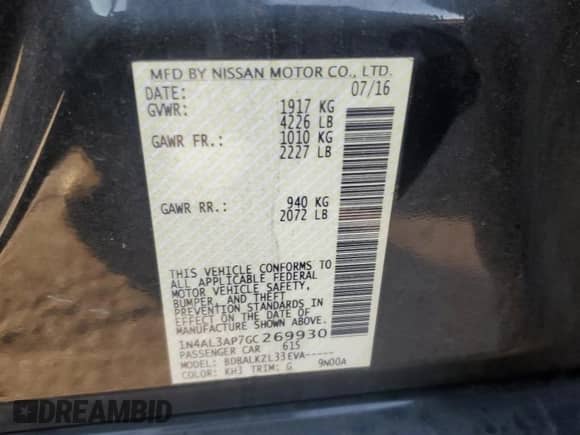 MFD BY NISSAN MOTOR CO., LTD.
DATE: 07/16
GVWR: 1917 KG
4226 LB
GAWR FR.: 1010 KG
2227 LB
GAWR RR.: 940 KG
2072 LB
THIS VEHICLE CONFORMS TO
ALL APPLICABLE FEDERAL
MOTOR VEHICLE SAFETY,
BUMPER, AND THEFT
PREVENTION STANDARDS IN
EFFECT ON THE DATE OF
MANUFACTURE SHOWN ABOVE.
1N4AL3AP7GC269930
PASSENGER CAR 615
MODEL: BDBALKZL33EVA-----
COLOR: KH3 TRIM: G 9N00A
DREAMBID